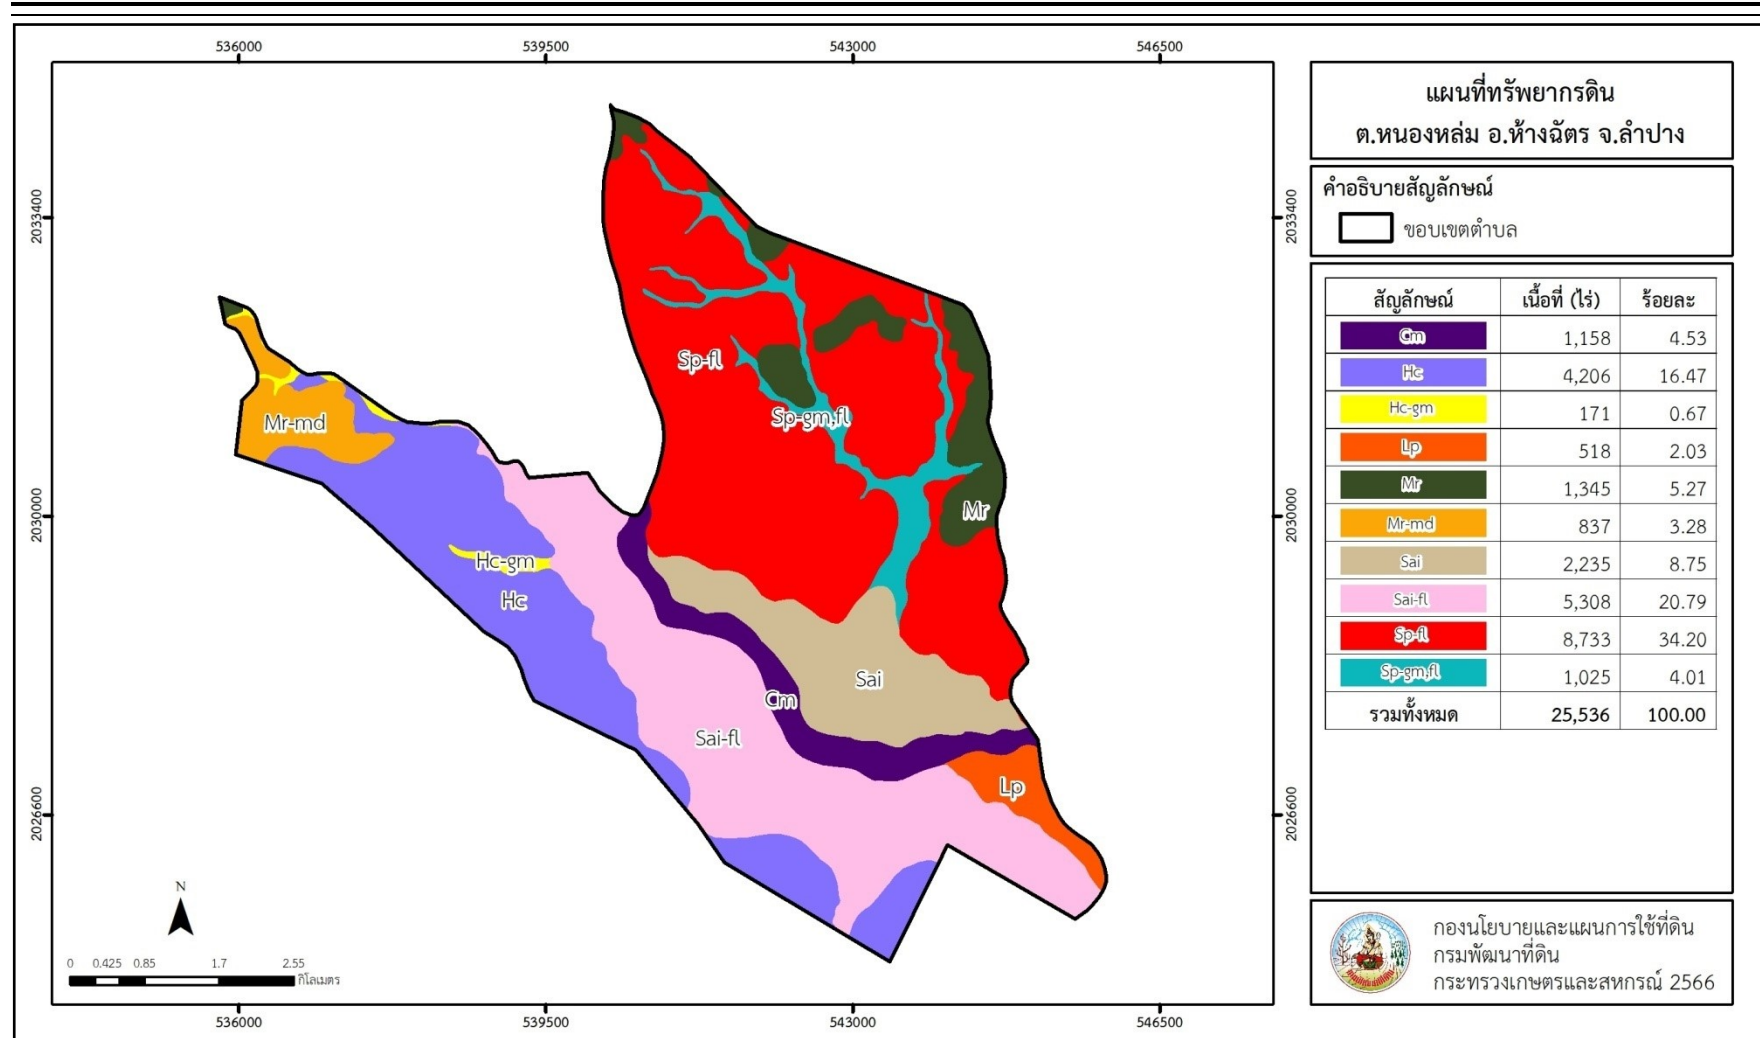 536000 539500 543000 546500
แผนที่ทรัพยากรดิน
ต.หนองหล่ม อ.ห้างฉัตร จ.ลำปาง
คำอธิบายสัญลักษณ์
ขอบเขตตำบล
สัญลักษณ์ เนื้อที่ (ไร่) ร้อยละ
Cm 1,158 4.53
Hc 4,206 16.47
Hc-gm 171 0.67
Lp 518 2.03
Mr 1,345 5.27
Mr-md 837 3.28
Sai 2,235 8.75
Sai-fl 5,308 20.79
Sp-fl 8,733 34.20
Sp-gm,fl 1,025 4.01
รวมทั้งหมด 25,536 100.00
2033400 2033400
Sp-fl
Sp-gm,fl
Mr-md
Mr
2030000 2030000
Hc-gm
Hc
Sai
Cm
Sai-fl
Lp
2026600 2026600
N
0 0.425 0.85 1.7 2.55
กิโลเมตร
กองนโยบายและแผนการใช้ที่ดิน
กรมพัฒนาที่ดิน
กระทรวงเกษตรและสหกรณ์ 2566
536000 539500 543000 546500